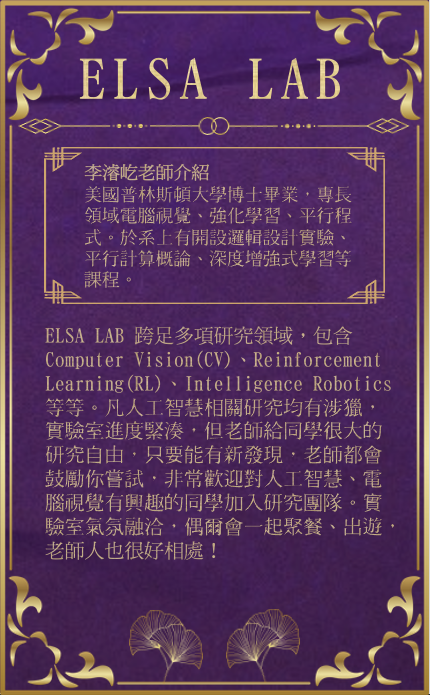 ELSA LAB
李濬屹老師介紹
美國普林斯頓大學博士畢業，專長
領域電腦視覺、強化學習、平行程
式。於系上有開設邏輯設計實驗、
平行計算概論、深度增強式學習等
課程。
ELSA LAB 跨足多項研究領域，包含
Computer Vision(CV)、Reinforcement
Learning(RL)、Intelligence Robotics
等等。凡人工智慧相關研究均有涉獵，
實驗室進度緊湊，但老師給同學很大的
研究自由，只要能有新發現，老師都會
鼓勵你嘗試，非常歡迎對人工智慧、電
腦視覺有興趣的同學加入研究團隊。實
驗室氣氛融洽，偶爾會一起聚餐、出遊，
老師人也很好相處！